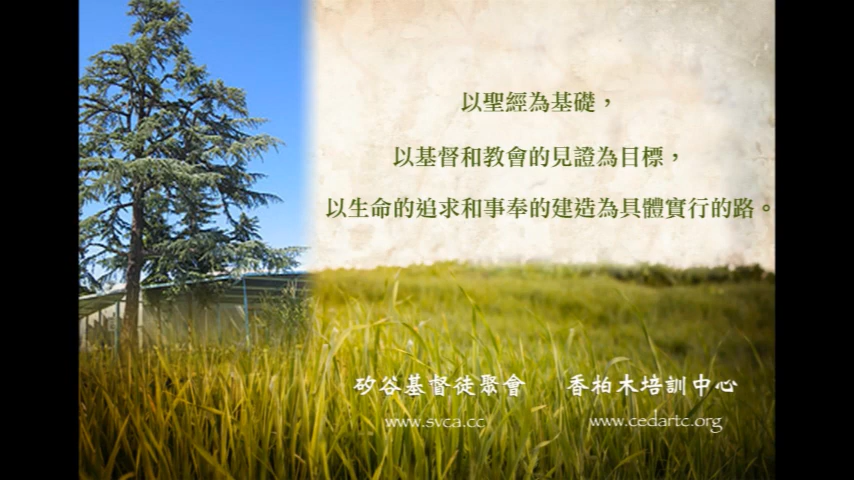 以聖經為基礎，
以基督和教會的見證為目標，
以生命的追求和事奉的建造為具體實行的路。
矽谷基督徒聚會 香柏木培訓中心
www.svca.cc www.cedartc.org